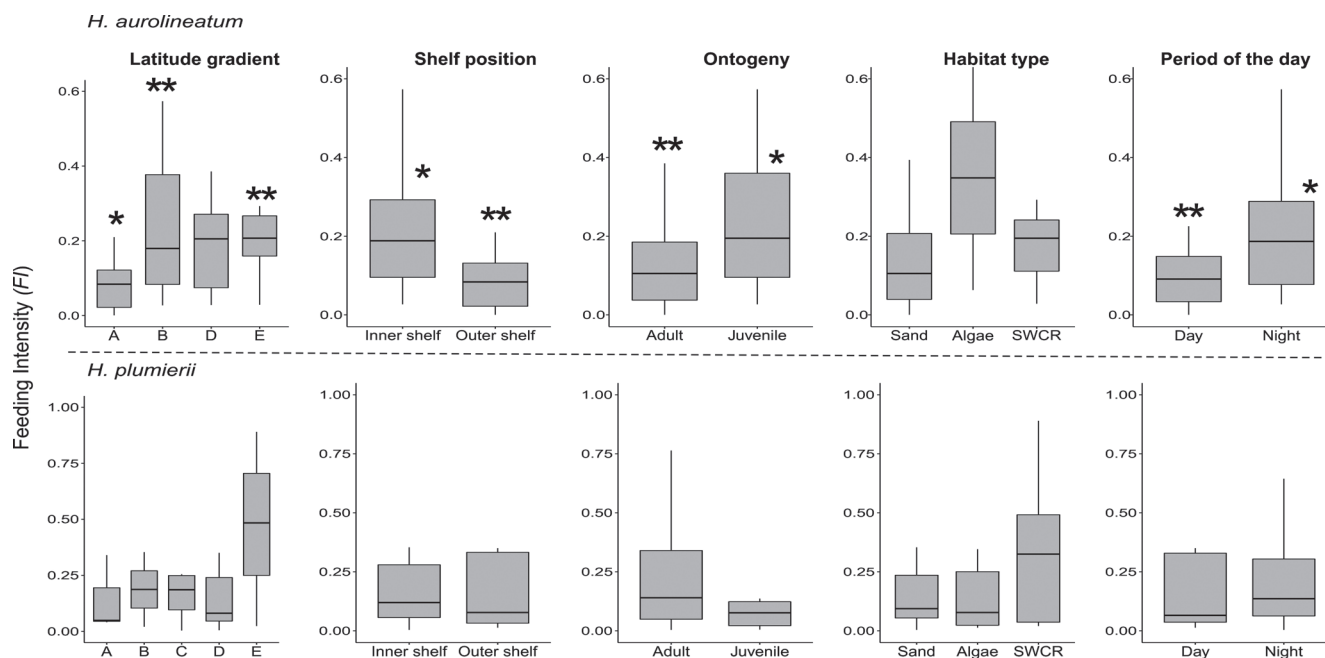 H. aurolineatum
Latitude gradient Shelf position Ontogeny Habitat type Period of the day
0.6 0.4 0.2 0.0
0.6 0.4 0.2 0.0
0.6 0.4 0.2 0.0
0.6 0.4 0.2 0.0
0.6 0.4 0.2 0.0
* ** ** * ** ** * ** *
A B D E Inner shelf Outer shelf Adult Juvenile Sand Algae SWCR Day Night
Feeding Intensity (FI)
H. plumierii
1.00 0.75 0.50 0.25 0.00
1.00 0.75 0.50 0.25 0.00
1.00 0.75 0.50 0.25 0.00
1.00 0.75 0.50 0.25 0.00
1.00 0.75 0.50 0.25 0.00
A B C D E Inner shelf Outer shelf Adult Juvenile Sand Algae SWCR Day Night